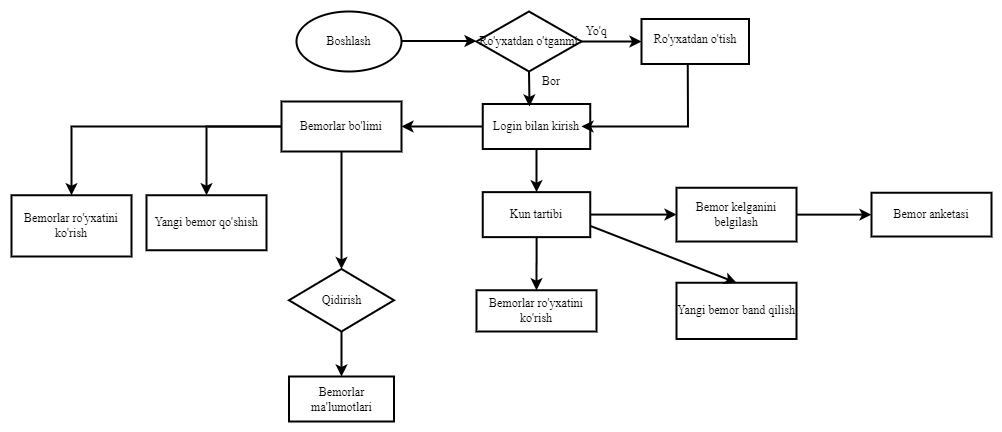 Boshlash
Ro'yxatdan o'tganmi
Yo'q
Ro'yxatdan o'tish
Bor
Bemorlar bo'limi
Login bilan kirish
Bemorlar ro'yxatini
ko'rish
Yangi bemor qo'shish
Kun tartibi
Bemor kelganini
belgilash
Bemor anketasi
Qidirish
Bemorlar ro'yxatini
ko'rish
Yangi bemor band qilish
Bemorlar
ma'lumotlari